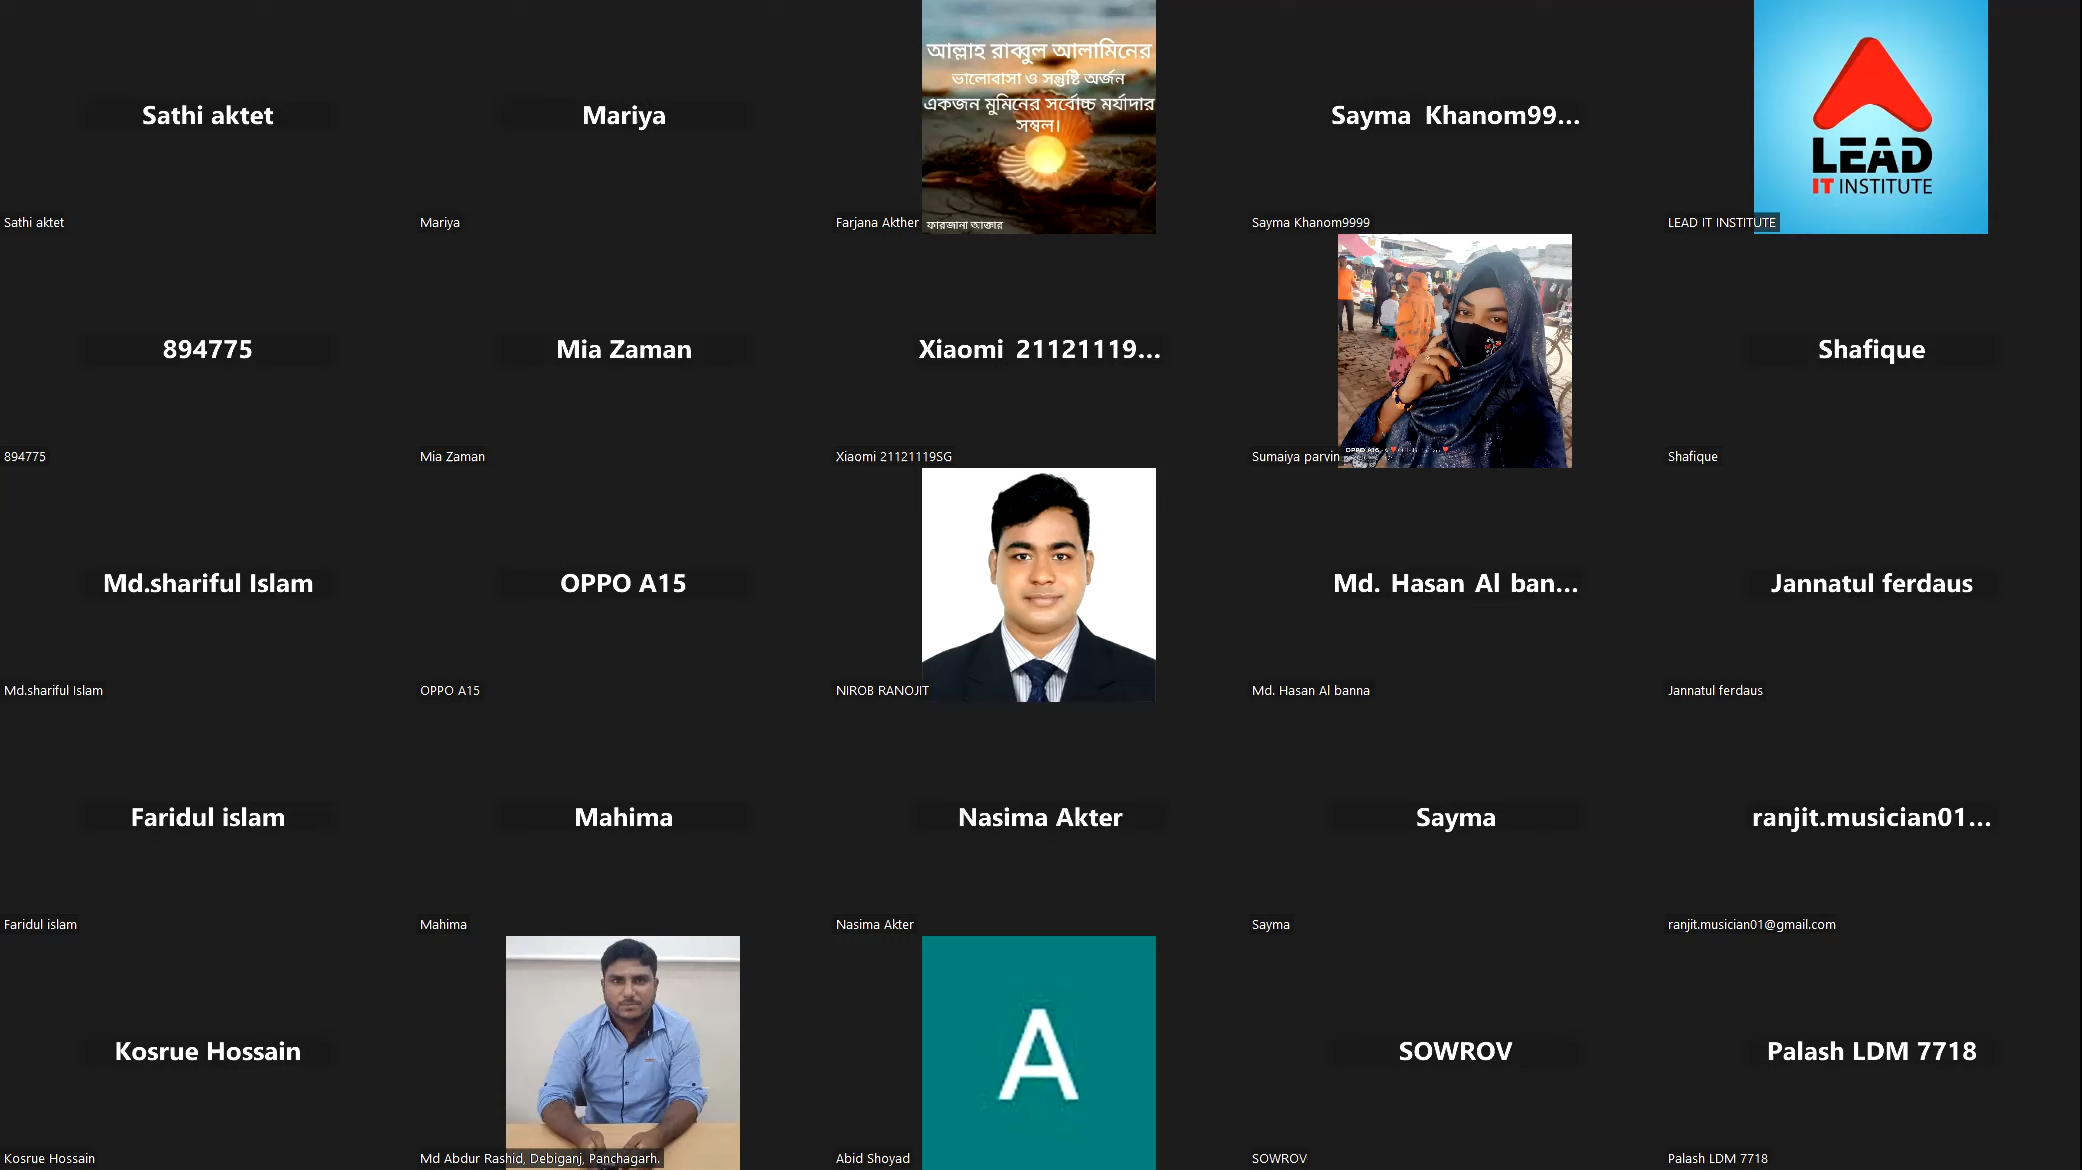 Sathi aktet
Sathi aktet
Mariya
Mariya
আল্লাহ রাব্বুল আলামিনের
ভালোবাসা ও সন্তুষ্টি অর্জন
একজন মুমিনের সর্বোচ্চ মর্যাদার
সম্বল।
Farjana Akther
ফারজানা আক্তার
Sayma Khanom99...
Sayma Khanom9999
LEAD
IT INSTITUTE
LEAD IT INSTITUTE
894775
894775
Mia Zaman
Mia Zaman
Xiaomi 21121119...
Xiaomi 21121119SG
OPPO A16
Sumaiya parvin
Shafique
Shafique
Md.shariful Islam
Md.shariful Islam
OPPO A15
OPPO A15
NIROB RANOJIT
Md. Hasan Al ban...
Md. Hasan Al banna
Jannatul ferdaus
Jannatul ferdaus
Faridul islam
Faridul islam
Mahima
Mahima
Nasima Akter
Nasima Akter
Sayma
Sayma
ranjit.musician01...
ranjit.musician01@gmail.com
Kosrue Hossain
Kosrue Hossain
Md Abdur Rashid, Debiganj, Panchagarh.
A
Abid Shoyad
SOWROV
SOWROV
Palash LDM 7718
Palash LDM 7718